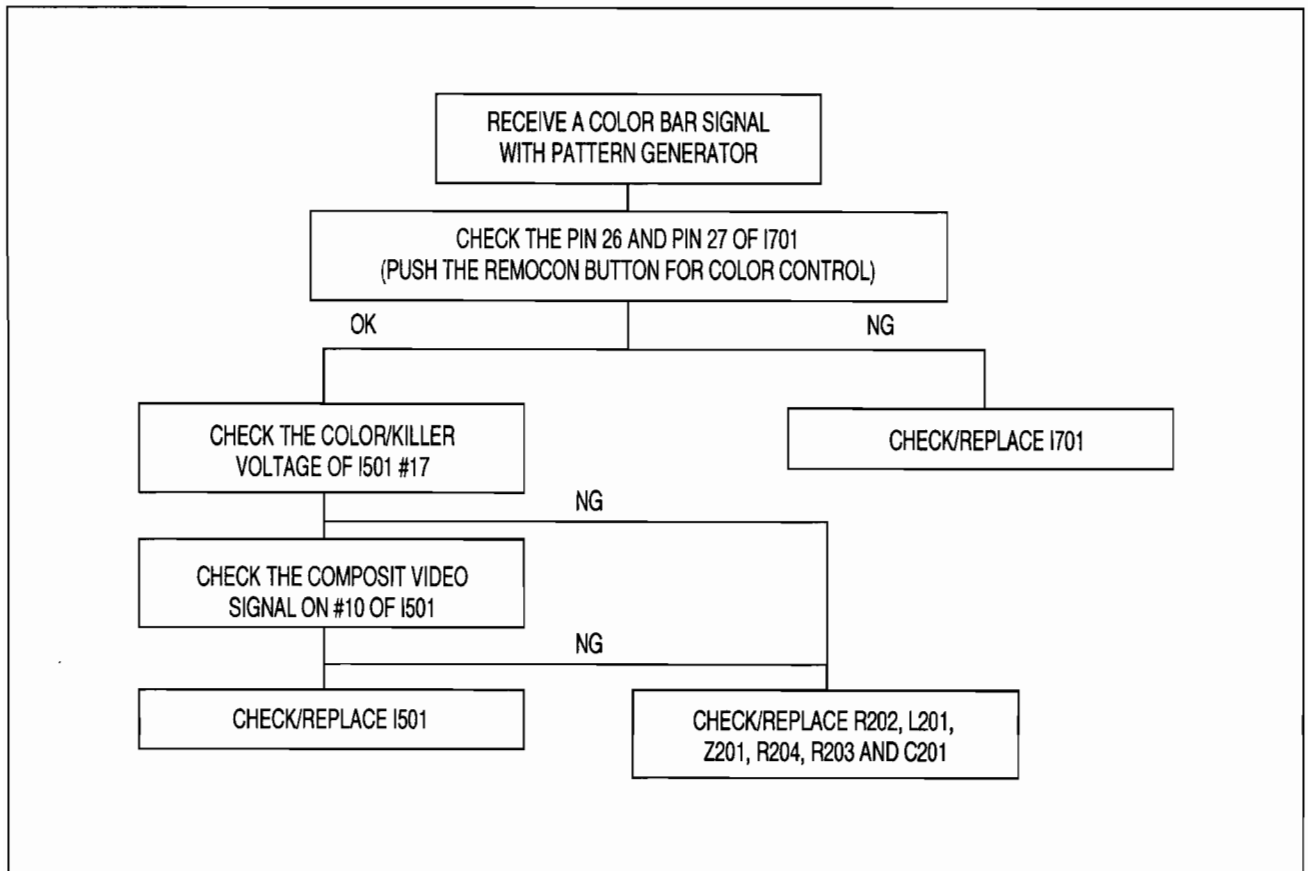 RECEIVE A COLOR BAR SIGNAL
WITH PATTERN GENERATOR
CHECK THE PIN 26 AND PIN 27 OF I701
(PUSH THE REMOCON BUTTON FOR COLOR CONTROL)
OK
NG
CHECK THE COLOR/KILLER
VOLTAGE OF I501 #17
CHECK/REPLACE I701
NG
CHECK THE COMPOSIT VIDEO
SIGNAL ON #10 OF I501
NG
CHECK/REPLACE I501
CHECK/REPLACE R202, L201,
Z201, R204, R203 AND C201